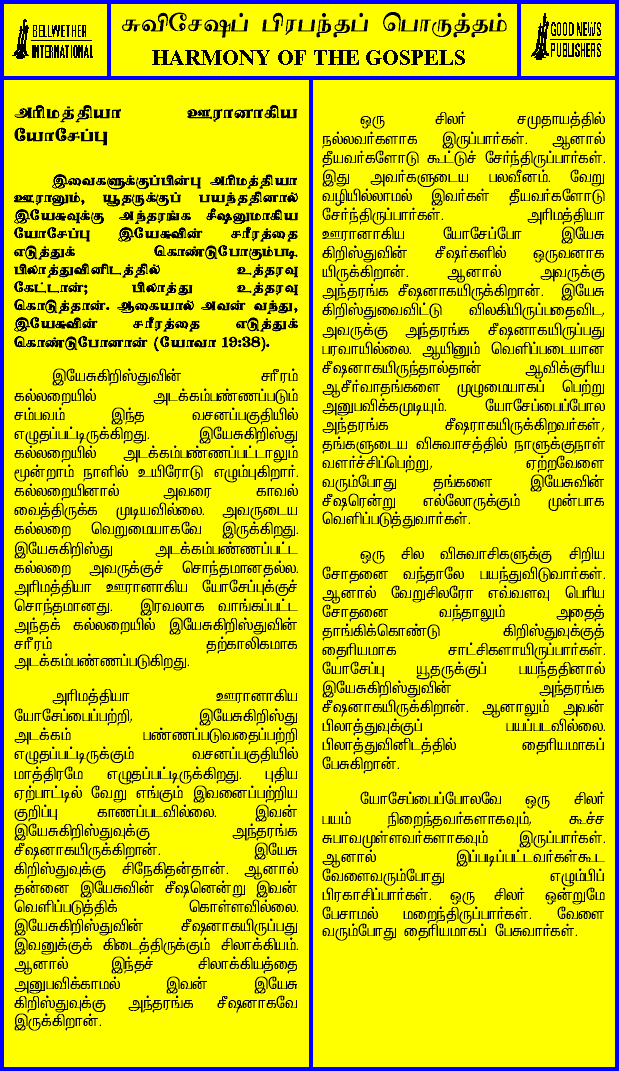 BELLWETHER
INTERNATIONAL
சுவிசேஷப் பிரபந்தப் பொருத்தம்
HARMONY OF THE GOSPELS
GOOD NEWS
PUBLISHERS
அரிமத்தியா ஊரானாகிய
யோசேப்பு
இவைகளுக்குப்பின்பு அரிமத்தியா
ஊரானும், யூதருக்குப் பயந்ததினால்
இயேசுவுக்கு அந்தரங்க சீஷனுமாகிய
யோசேப்பு இயேசுவின் சரீரத்தை
எடுத்துக் கொண்டுபோகும்படி
பிலாத்துவினிடத்தில் உத்தரவு
கேட்டான்; பிலாத்து உத்தரவு
கொடுத்தான். ஆகையால் அவன் வந்து,
இயேசுவின் சரீரத்தை எடுத்துக்
கொண்டுபோனான் (யோவா 19:38).
இயேசுகிறிஸ்துவின் சரீரம்
கல்லறையில் அடக்கம்பண்ணப்படும்
சம்பவம் இந்த வசனப்பகுதியில்
எழுதப்பட்டிருக்கிறது. இயேசுகிறிஸ்து
கல்லறையில் அடக்கம்பண்ணப்பட்டாலும்
மூன்றாம் நாளில் உயிரோடு எழும்புகிறார்.
கல்லறையினால் அவரை காவல்
வைத்திருக்க முடியவில்லை. அவருடைய
கல்லறை வெறுமையாகவே இருக்கிறது.
இயேசுகிறிஸ்து அடக்கம்பண்ணப்பட்ட
கல்லறை அவருக்குச் சொந்தமானதல்ல.
அரிமத்தியா ஊரானாகிய யோசேப்புக்குச்
சொந்தமானது. இரவலாக வாங்கப்பட்ட
அந்தக் கல்லறையில் இயேசுகிறிஸ்துவின்
சரீரம் தற்காலிகமாக
அடக்கம்பண்ணப்படுகிறது.
அரிமத்தியா ஊரானாகிய
யோசேப்பைப்பற்றி, இயேசுகிறிஸ்து
அடக்கம் பண்ணப்படுவதைப்பற்றி
எழுதப்பட்டிருக்கும் வசனப்பகுதியில்
மாத்திரமே எழுதப்பட்டிருக்கிறது. புதிய
ஏற்பாட்டில் வேறு எங்கும் இவனைப்பற்றிய
குறிப்பு காணப்படவில்லை. இவன்
இயேசுகிறிஸ்துவுக்கு அந்தரங்க
சீஷனாகயிருக்கிறான். இயேசு
கிறிஸ்துவுக்கு சிநேகிதன்தான். ஆனால்
தன்னை இயேசுவின் சீஷனென்று இவன்
வெளிப்படுத்திக் கொள்ளவில்லை.
இயேசுகிறிஸ்துவின் சீஷனாகயிருப்பது
இவனுக்குக் கிடைத்திருக்கும் சிலாக்கியம்.
ஆனால் இந்தச் சிலாக்கியத்தை
அனுபவிக்காமல் இவன் இயேசு
கிறிஸ்துவுக்கு அந்தரங்க சீஷனாகவே
இருக்கிறான்.
ஒரு சிலர் சமுதாயத்தில்
நல்லவர்களாக இருப்பார்கள். ஆனால்
தீயவர்களோடு கூட்டுச் சேர்ந்திருப்பார்கள்.
இது அவர்களுடைய பலவீனம். வேறு
வழியில்லாமல் இவர்கள் தீயவர்களோடு
சேர்ந்திருப்பார்கள். அரிமத்தியா
ஊரானாகிய யோசேப்போ இயேசு
கிறிஸ்துவின் சீஷர்களில் ஒருவனாக
யிருக்கிறான். ஆனால் அவருக்கு
அந்தரங்க சீஷனாகயிருக்கிறான். இயேசு
கிறிஸ்துவைவிட்டு விலகியிருப்பதைவிட,
அவருக்கு அந்தரங்க சீஷனாகயிருப்பது
பரவாயில்லை. ஆயினும் வெளிப்படையான
சீஷனாகயிருந்தால்தான் ஆவிக்குரிய
ஆசீர்வாதங்களை முழுமையாகப் பெற்று
அனுபவிக்கமுடியும். யோசேப்பைப்போல
அந்தரங்க சீஷராகயிருக்கிறவர்கள்,
தங்களுடைய விசுவாசத்தில் நாளுக்குநாள்
வளர்ச்சிப்பெற்று, ஏற்றவேளை
வரும்போது தங்களை இயேசுவின்
சீஷரென்று எல்லோருக்கும் முன்பாக
வெளிப்படுத்துவார்கள்.
ஒரு சில விசுவாசிகளுக்கு சிறிய
சோதனை வந்தாலே பயந்துவிடுவார்கள்.
ஆனால் வேறுசிலரோ எவ்வளவு பெரிய
சோதனை வந்தாலும் அதைத்
தாங்கிக்கொண்டு கிறிஸ்துவுக்குத்
தைரியமாக சாட்சிகளாயிருப்பார்கள்.
யோசேப்பு யூதருக்குப் பயந்ததினால்
இயேசுகிறிஸ்துவின் அந்தரங்க
சீஷனாகயிருக்கிறான். ஆனாலும் அவன்
பிலாத்துவுக்குப் பயப்படவில்லை.
பிலாத்துவினிடத்தில் தைரியமாகப்
பேசுகிறான்.
யோசேப்பைப்போலவே ஒரு சிலர்
பயம் நிறைந்தவர்களாகவும், கூச்ச
சுபாவமுள்ளவர்களாகவும் இருப்பார்கள்.
ஆனால் இப்படிப்பட்டவர்கள்கூட
வேளைவரும்போது எழும்பிப்
பிரகாசிப்பார்கள். ஒரு சிலர் ஒன்றுமே
பேசாமல் மறைந்திருப்பார்கள். வேளை
வரும்போது தைரியமாகப் பேசுவார்கள்.